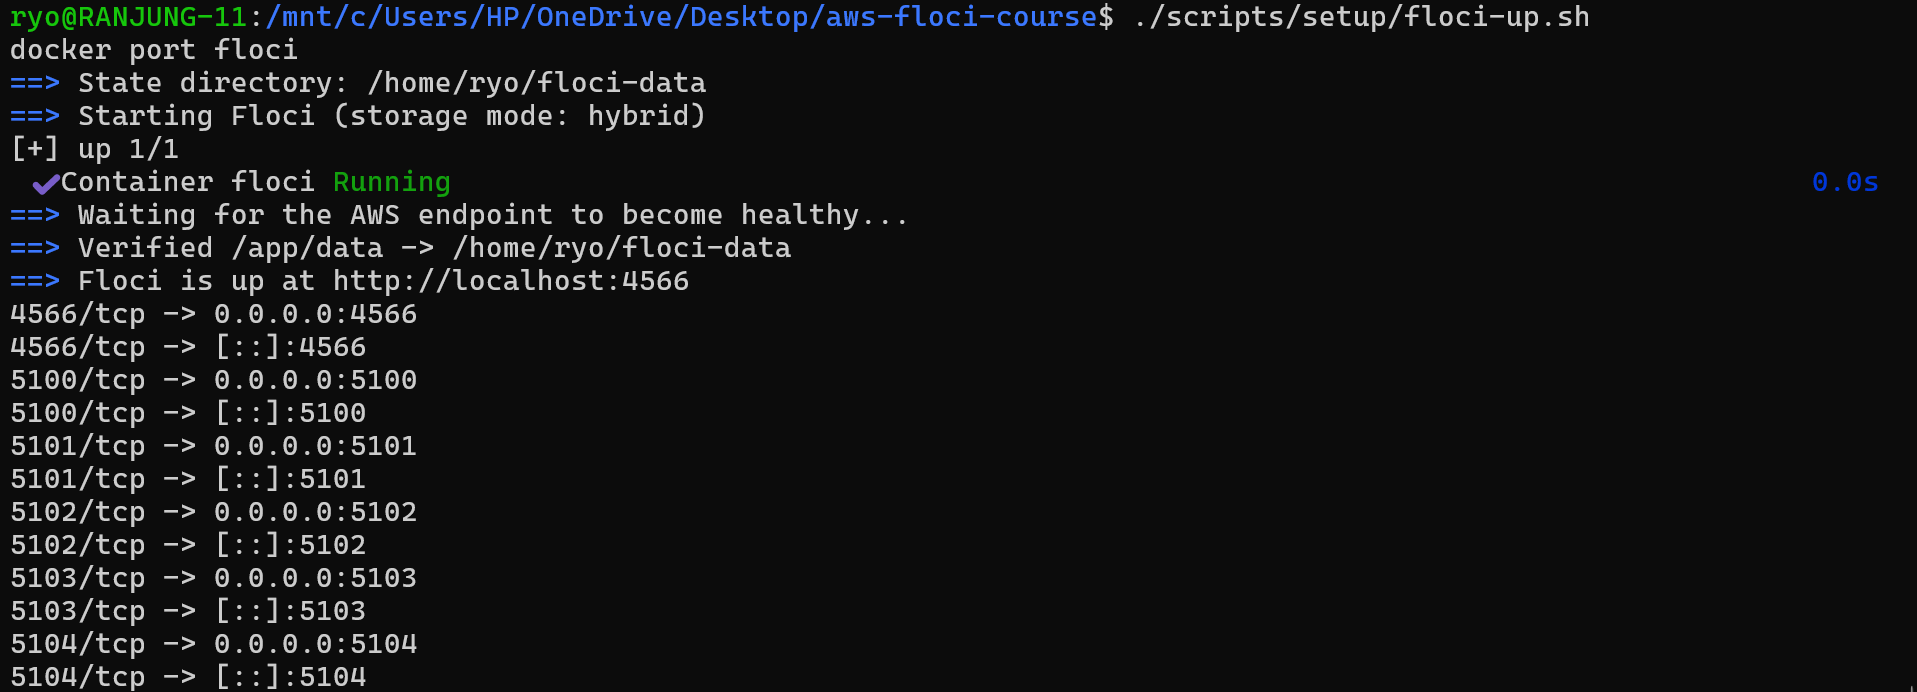 ryo@RANJUNG-11:/mnt/c/Users/HP/OneDrive/Desktop/aws-floci-course$ ./scripts/setup/floci-up.sh
docker port floci
==> State directory: /home/ryo/floci-data
==> Starting Floci (storage mode: hybrid)
[+] up 1/1
✔Container floci Running 0.0s
==> Waiting for the AWS endpoint to become healthy...
==> Verified /app/data -> /home/ryo/floci-data
==> Floci is up at http://localhost:4566
4566/tcp -> 0.0.0.0:4566
4566/tcp -> [::]:4566
5100/tcp -> 0.0.0.0:5100
5100/tcp -> [::]:5100
5101/tcp -> 0.0.0.0:5101
5101/tcp -> [::]:5101
5102/tcp -> 0.0.0.0:5102
5102/tcp -> [::]:5102
5103/tcp -> 0.0.0.0:5103
5103/tcp -> [::]:5103
5104/tcp -> 0.0.0.0:5104
5104/tcp -> [::]:5104